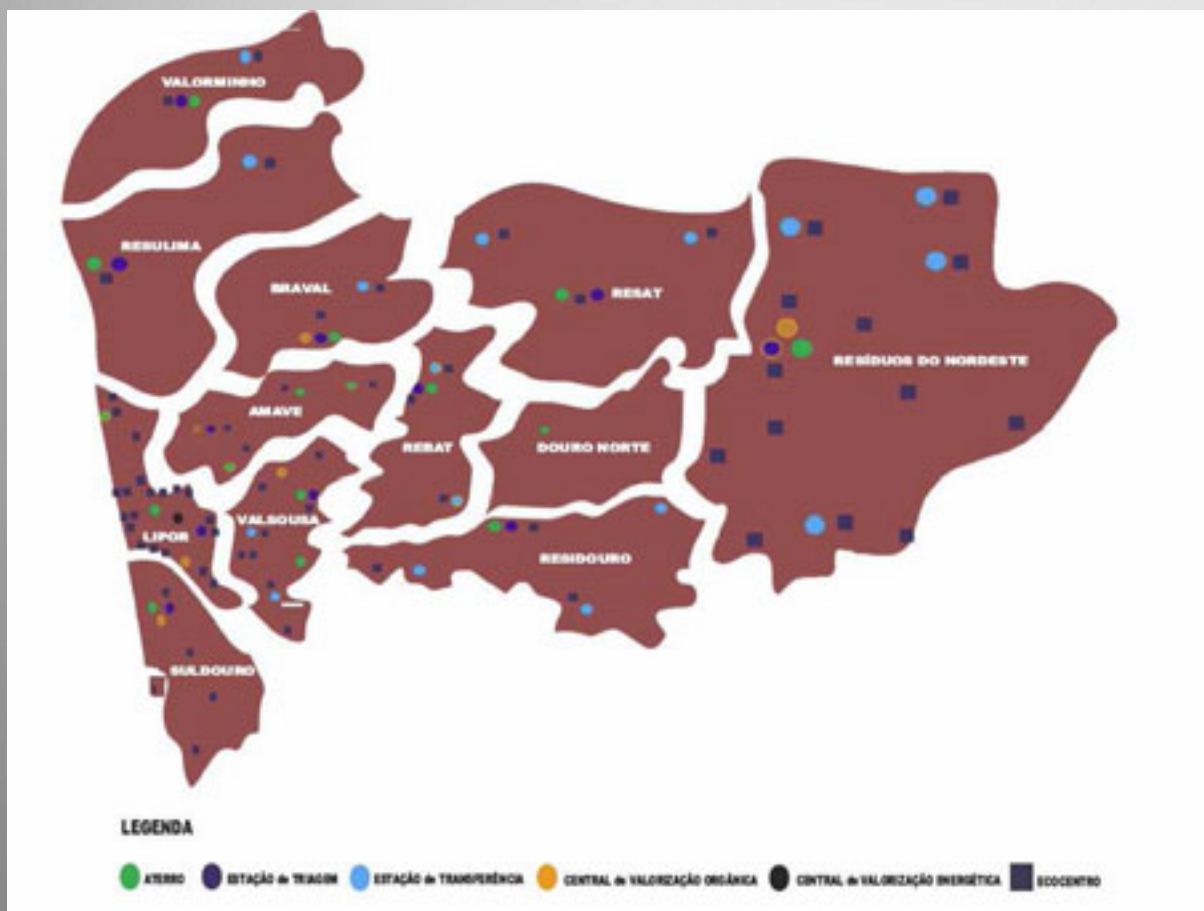 VALORMINHO
RESULIMA
BRAVAL
RESAT
RESÍDUOS DO NORDESTE
AMAVE
REBAT
DOURO NORTE
VALSOUSA
LIPOR
RESIDOURO
SULDOURO
LEGENDA
ATERRO ESTAÇÃO de TRIAGEM ESTAÇÃO de TRANSFERÊNCIA CENTRAL de VALORIZAÇÃO ORGÂNICA CENTRAL de VALORIZAÇÃO ENERGÉTICA ECOCENTRO